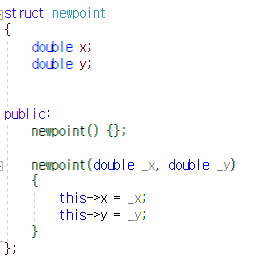 struct newpoint
{
double x;
double y;
public:
newpoint() {};
newpoint(double _x, double _y)
{
this->x = _x;
this->y = _y;
}
};